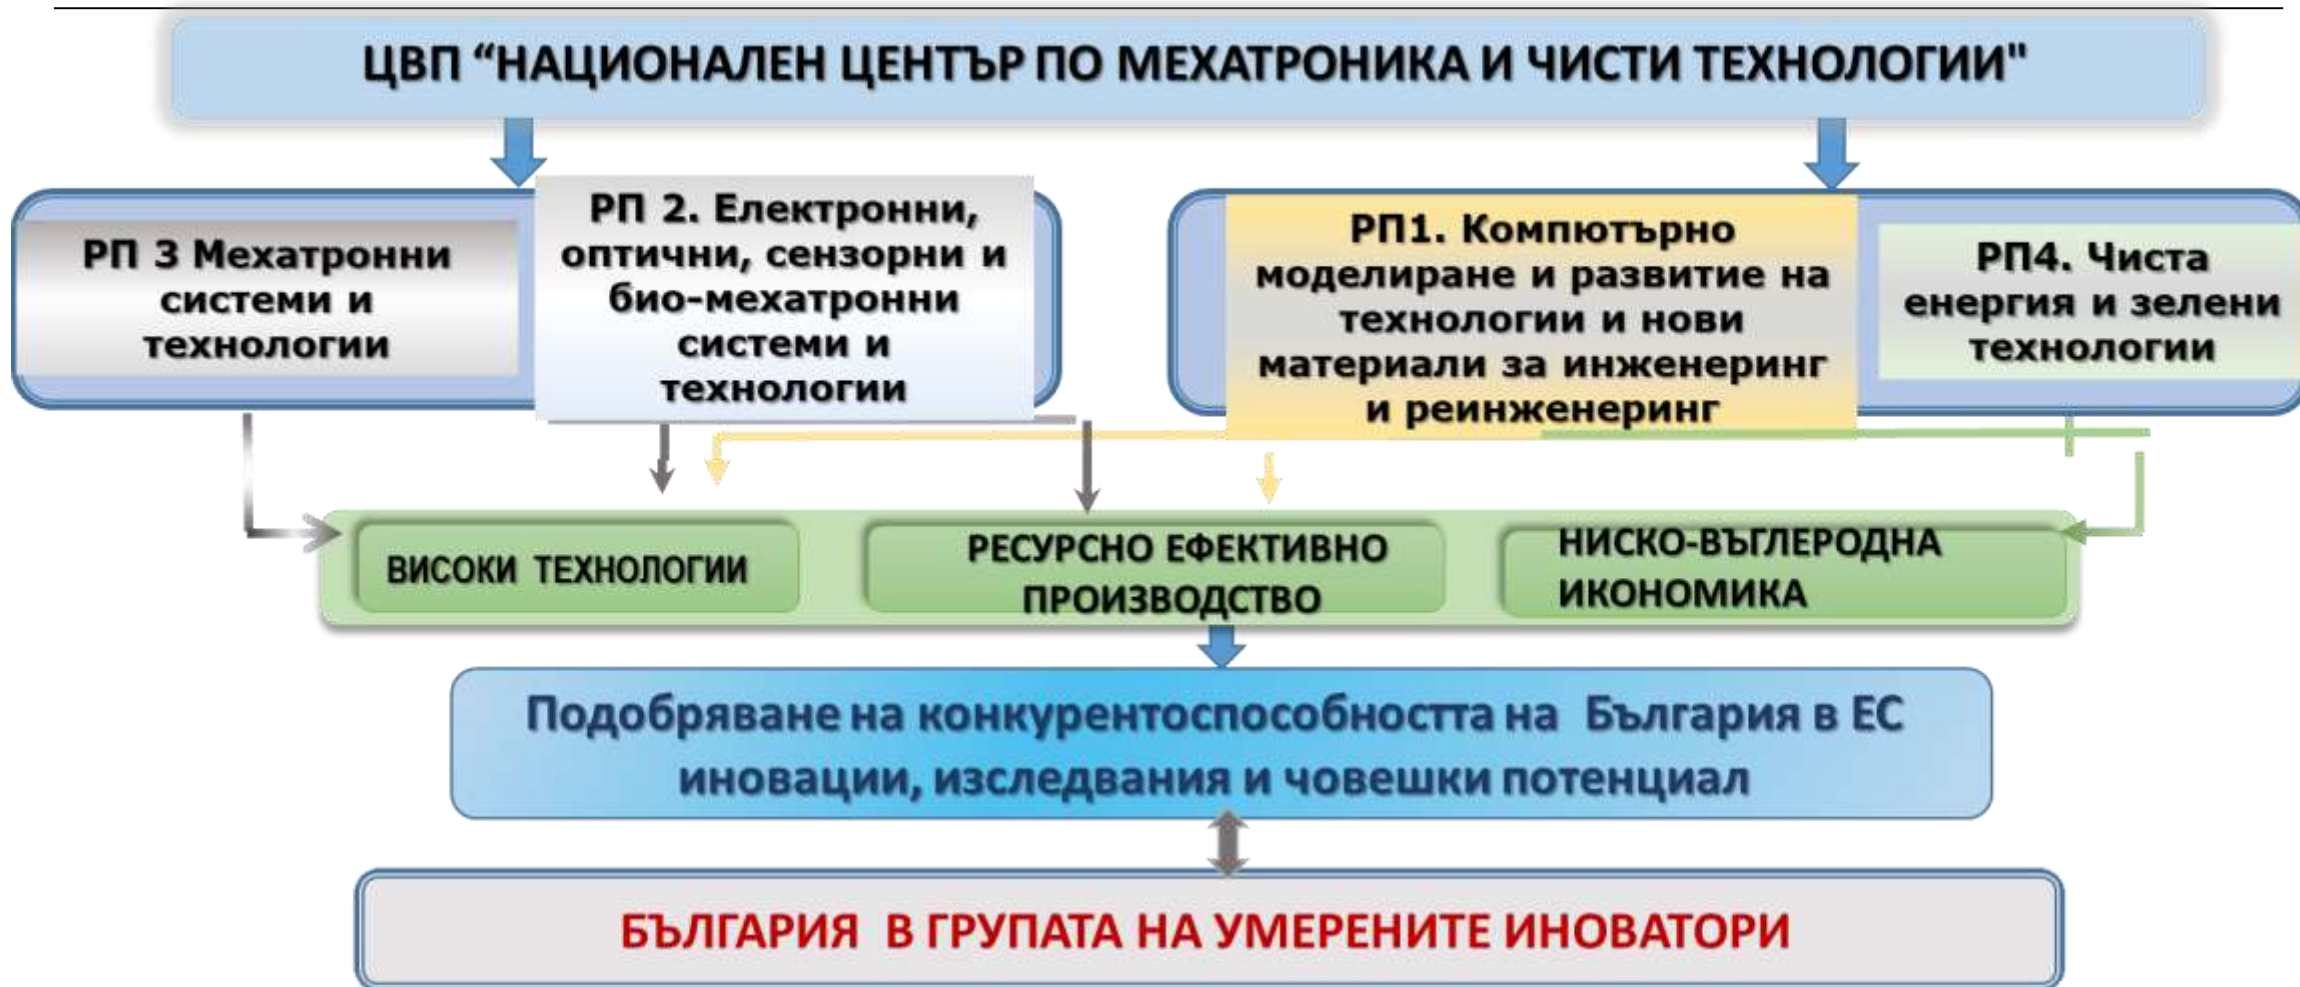 ЦВП “НАЦИОНАЛЕН ЦЕНТЪР ПО МЕХАТРОНИКА И ЧИСТИ ТЕХНОЛОГИИ"
РП 3 Мехатронни
системи и
технологии
РП 2. Електронни,
оптични, сензорни и
био-мехатронни
системи и
технологии
РП1. Компютърно
моделиране и развитие на
технологии и нови
материали за инженеринг
и реинженеринг
РП4. Чиста
енергия и зелени
технологии
ВИСОКИ ТЕХНОЛОГИИ
РЕСУРСНО ЕФЕКТИВНО
ПРОИЗВОДСТВО
НИСКО-ВЪГЛЕРОДНА
ИКОНОМИКА
Подобряване на конкурентоспособността на България в ЕС
иновации, изследвания и човешки потенциал
БЪЛГАРИЯ В ГРУПАТА НА УМЕРЕНИТЕ ИНОВАТОРИ